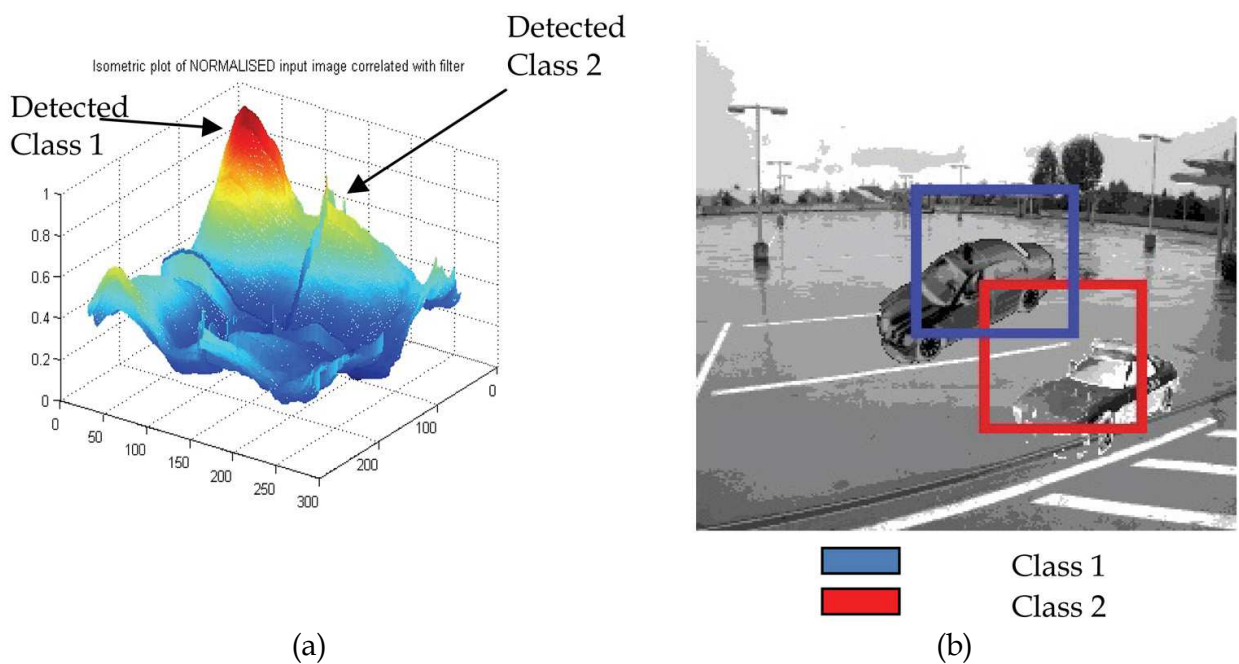 Detected
Class 2
Isometric plot of NORMALISED input image correlated with filter
Detected
Class 1
1
0.8
0.6
0.4
0.2
0
0
50
100
150
200
250
300
200
100
0
Class 1
Class 2
(a)
(b)